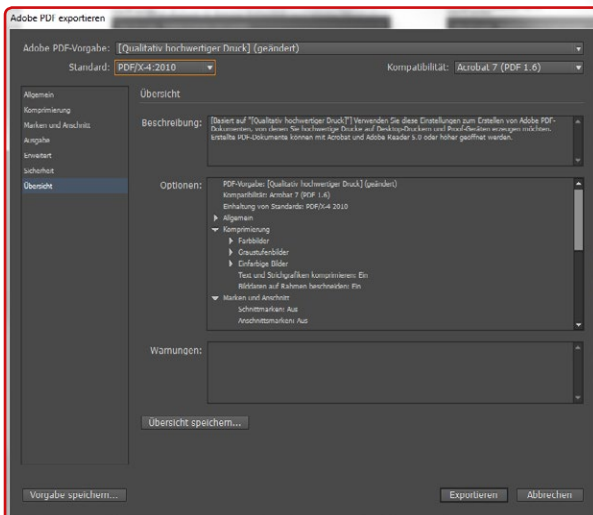 Adobe PDF exportieren
Adobe PDF-Vorgabe: [Qualitativ hochwertiger Druck] (geändert)
Standard: PDF/X-4:2010
Kompatibilität: Acrobat 7 (PDF 1.6)
Allgemein
Komprimierung
Marken und Anschnitt
Ausgabe
Erweitert
Sicherheit
Übersicht
Übersicht
Beschreibung: [Basiert auf "[Qualitativ hochwertiger Druck]"] Verwenden Sie diese Einstellungen zum Erstellen von Adobe PDF-
Dokumenten, von denen Sie hochwertige Drucke auf Desktop-Druckern und Proof-Geräten erzeugen möchten.
Erstellte PDF-Dokumente können mit Acrobat und Adobe Reader 5.0 oder höher geöffnet werden.
Optionen: PDF-Vorgabe: [Qualitativ hochwertiger Druck] (geändert)
Kompatibilität: Acrobat 7 (PDF 1.6)
Einhaltung von Standards: PDF/X-4 2010
Allgemein
Komprimierung
Farbbilder
Graustufenbilder
Einfarbige Bilder
Text und Strichgrafiken komprimieren: Ein
Bilddaten auf Rahmen beschneiden: Ein
Marken und Anschnitt
Schnittmarken: Aus
Anschnittsmarken: Aus
Warnungen:
Übersicht speichern...
Vorgabe speichern...
Exportieren
Abbrechen